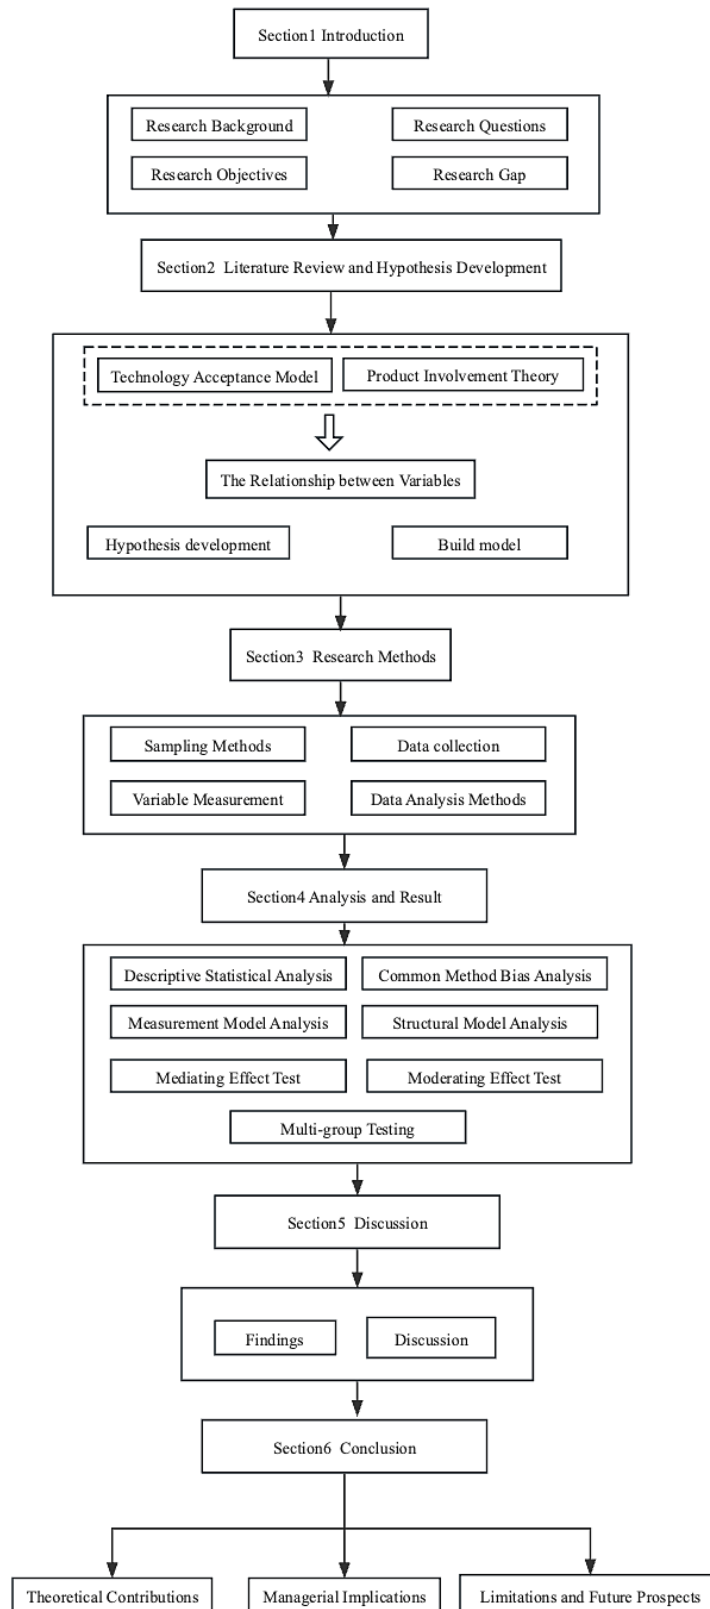 Section1 Introduction
Research Background
Research Questions
Research Objectives
Research Gap
Section2 Literature Review and Hypothesis Development
Technology Acceptance Model
Product Involvement Theory
The Relationship between Variables
Hypothesis development
Build model
Section3 Research Methods
Sampling Methods
Data collection
Variable Measurement
Data Analysis Methods
Section4 Analysis and Result
Descriptive Statistical Analysis
Common Method Bias Analysis
Measurement Model Analysis
Structural Model Analysis
Mediating Effect Test
Moderating Effect Test
Multi-group Testing
Section5 Discussion
Findings
Discussion
Section6 Conclusion
Theoretical Contributions
Managerial Implications
Limitations and Future Prospects